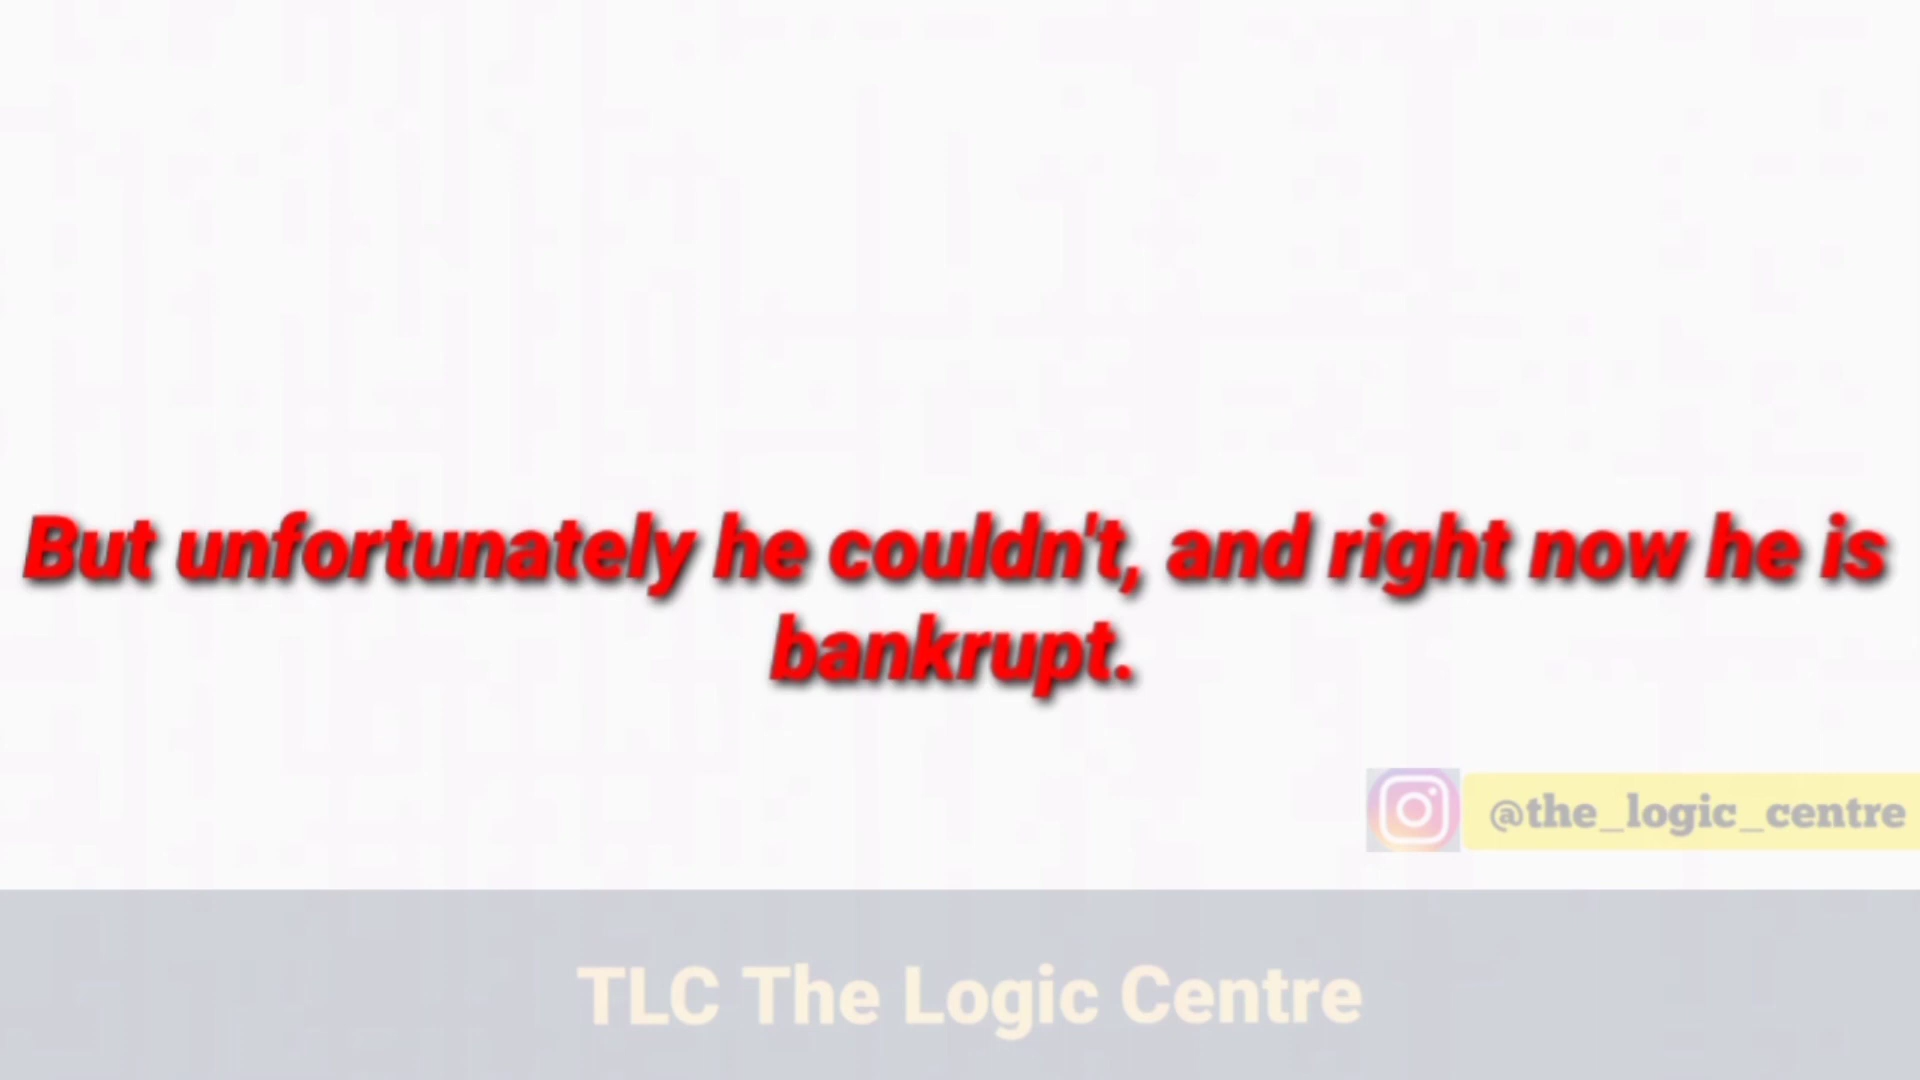 But unfortunately he couldn't, and right now he is
bankrupt.
@the_logic_centre
TLC The Logic Centre